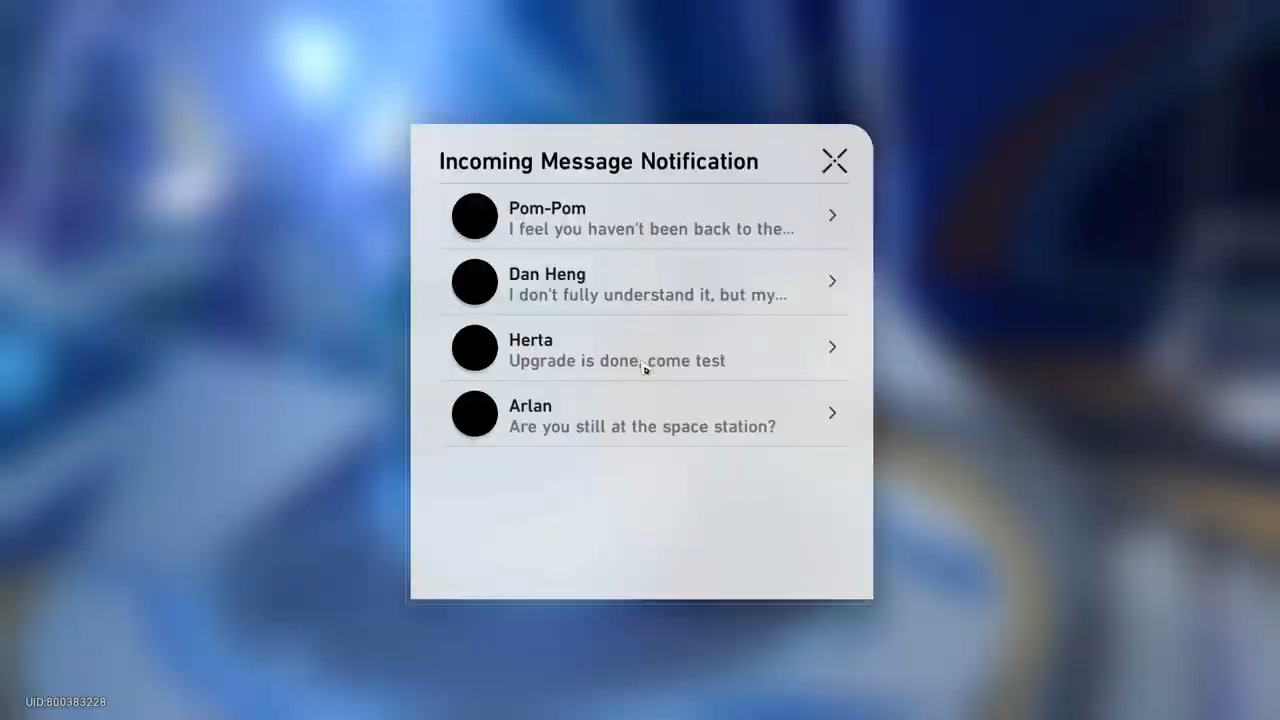 Incoming Message Notification
Pom-Pom
I feel you haven't been back to the...
Dan Heng
I don't fully understand it, but my...
Herta
Upgrade is done, come test
Arlan
Are you still at the space station?
UID:800383228